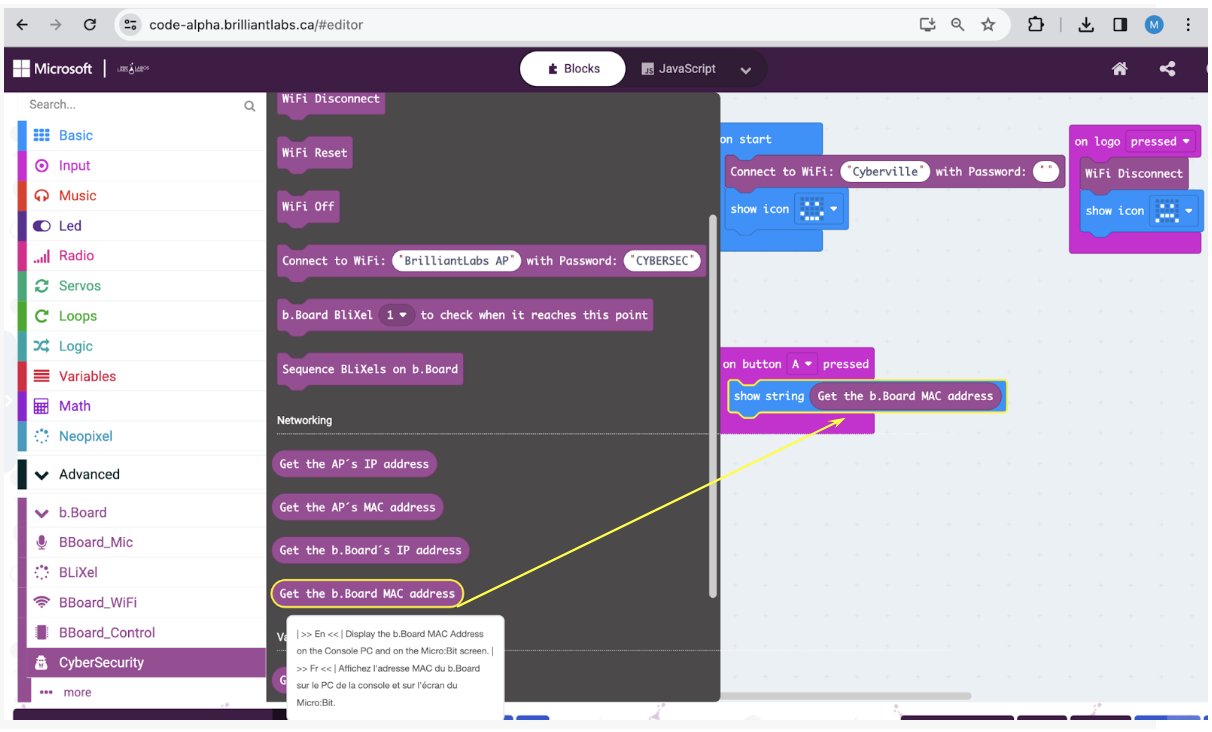 code-alpha.brilliantlabs.ca/#editor
M
Microsoft
Blocks
JS JavaScript
Search...
Basic
Input
Music
Led
Radio
Servos
Loops
Logic
Variables
Math
Neopixel
Advanced
b.Board
BBoard_Mic
BLiXel
BBoard_WiFi
BBoard_Control
CyberSecurity
more
WiFi Disconnect
WiFi Reset
WiFi Off
Connect to WiFi: "BrilliantLabs AP" with Password: "CYBERSEC"
b.Board BliXel 1 to check when it reaches this point
Sequence BLiXels on b.Board
Networking
Get the AP´s IP address
Get the AP's MAC address
Get the b.Board´s IP address
Get the b.Board MAC address
Va
G
| >> En << | Display the b.Board MAC Address
on the Console PC and on the Micro:Bit screen. |
>> Fr << | Affichez l'adresse MAC du b.Board
sur le PC de la console et sur l'écran du
Micro:Bit.
on start
Connect to WiFi: "Cyberville" with Password: " "
show icon
on logo pressed
WiFi Disconnect
show icon
on button A pressed
show string Get the b.Board MAC address